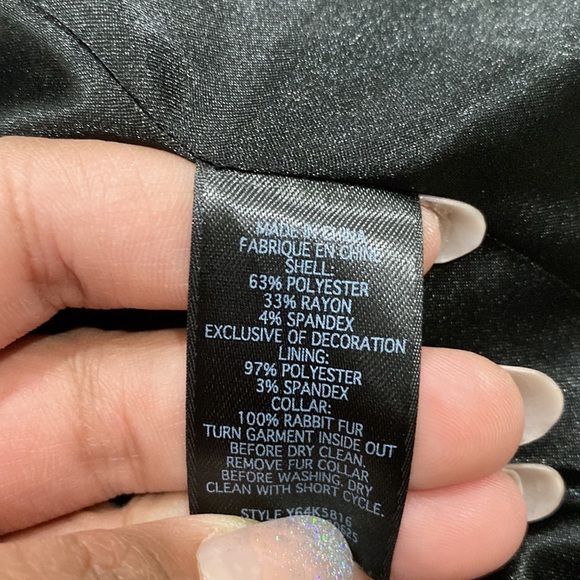 MADE IN CHINA
FABRIQUE EN CHINE
SHELL:
63% POLYESTER
33% RAYON
4% SPANDEX
EXCLUSIVE OF DECORATION
LINING:
97% POLYESTER
3% SPANDEX
COLLAR:
100% RABBIT FUR
TURN GARMENT INSIDE OUT
BEFORE DRY CLEAN.
REMOVE FUR COLLAR
BEFORE WASHING. DRY
CLEAN WITH SHORT CYCLE.
STYLE Y64K5816